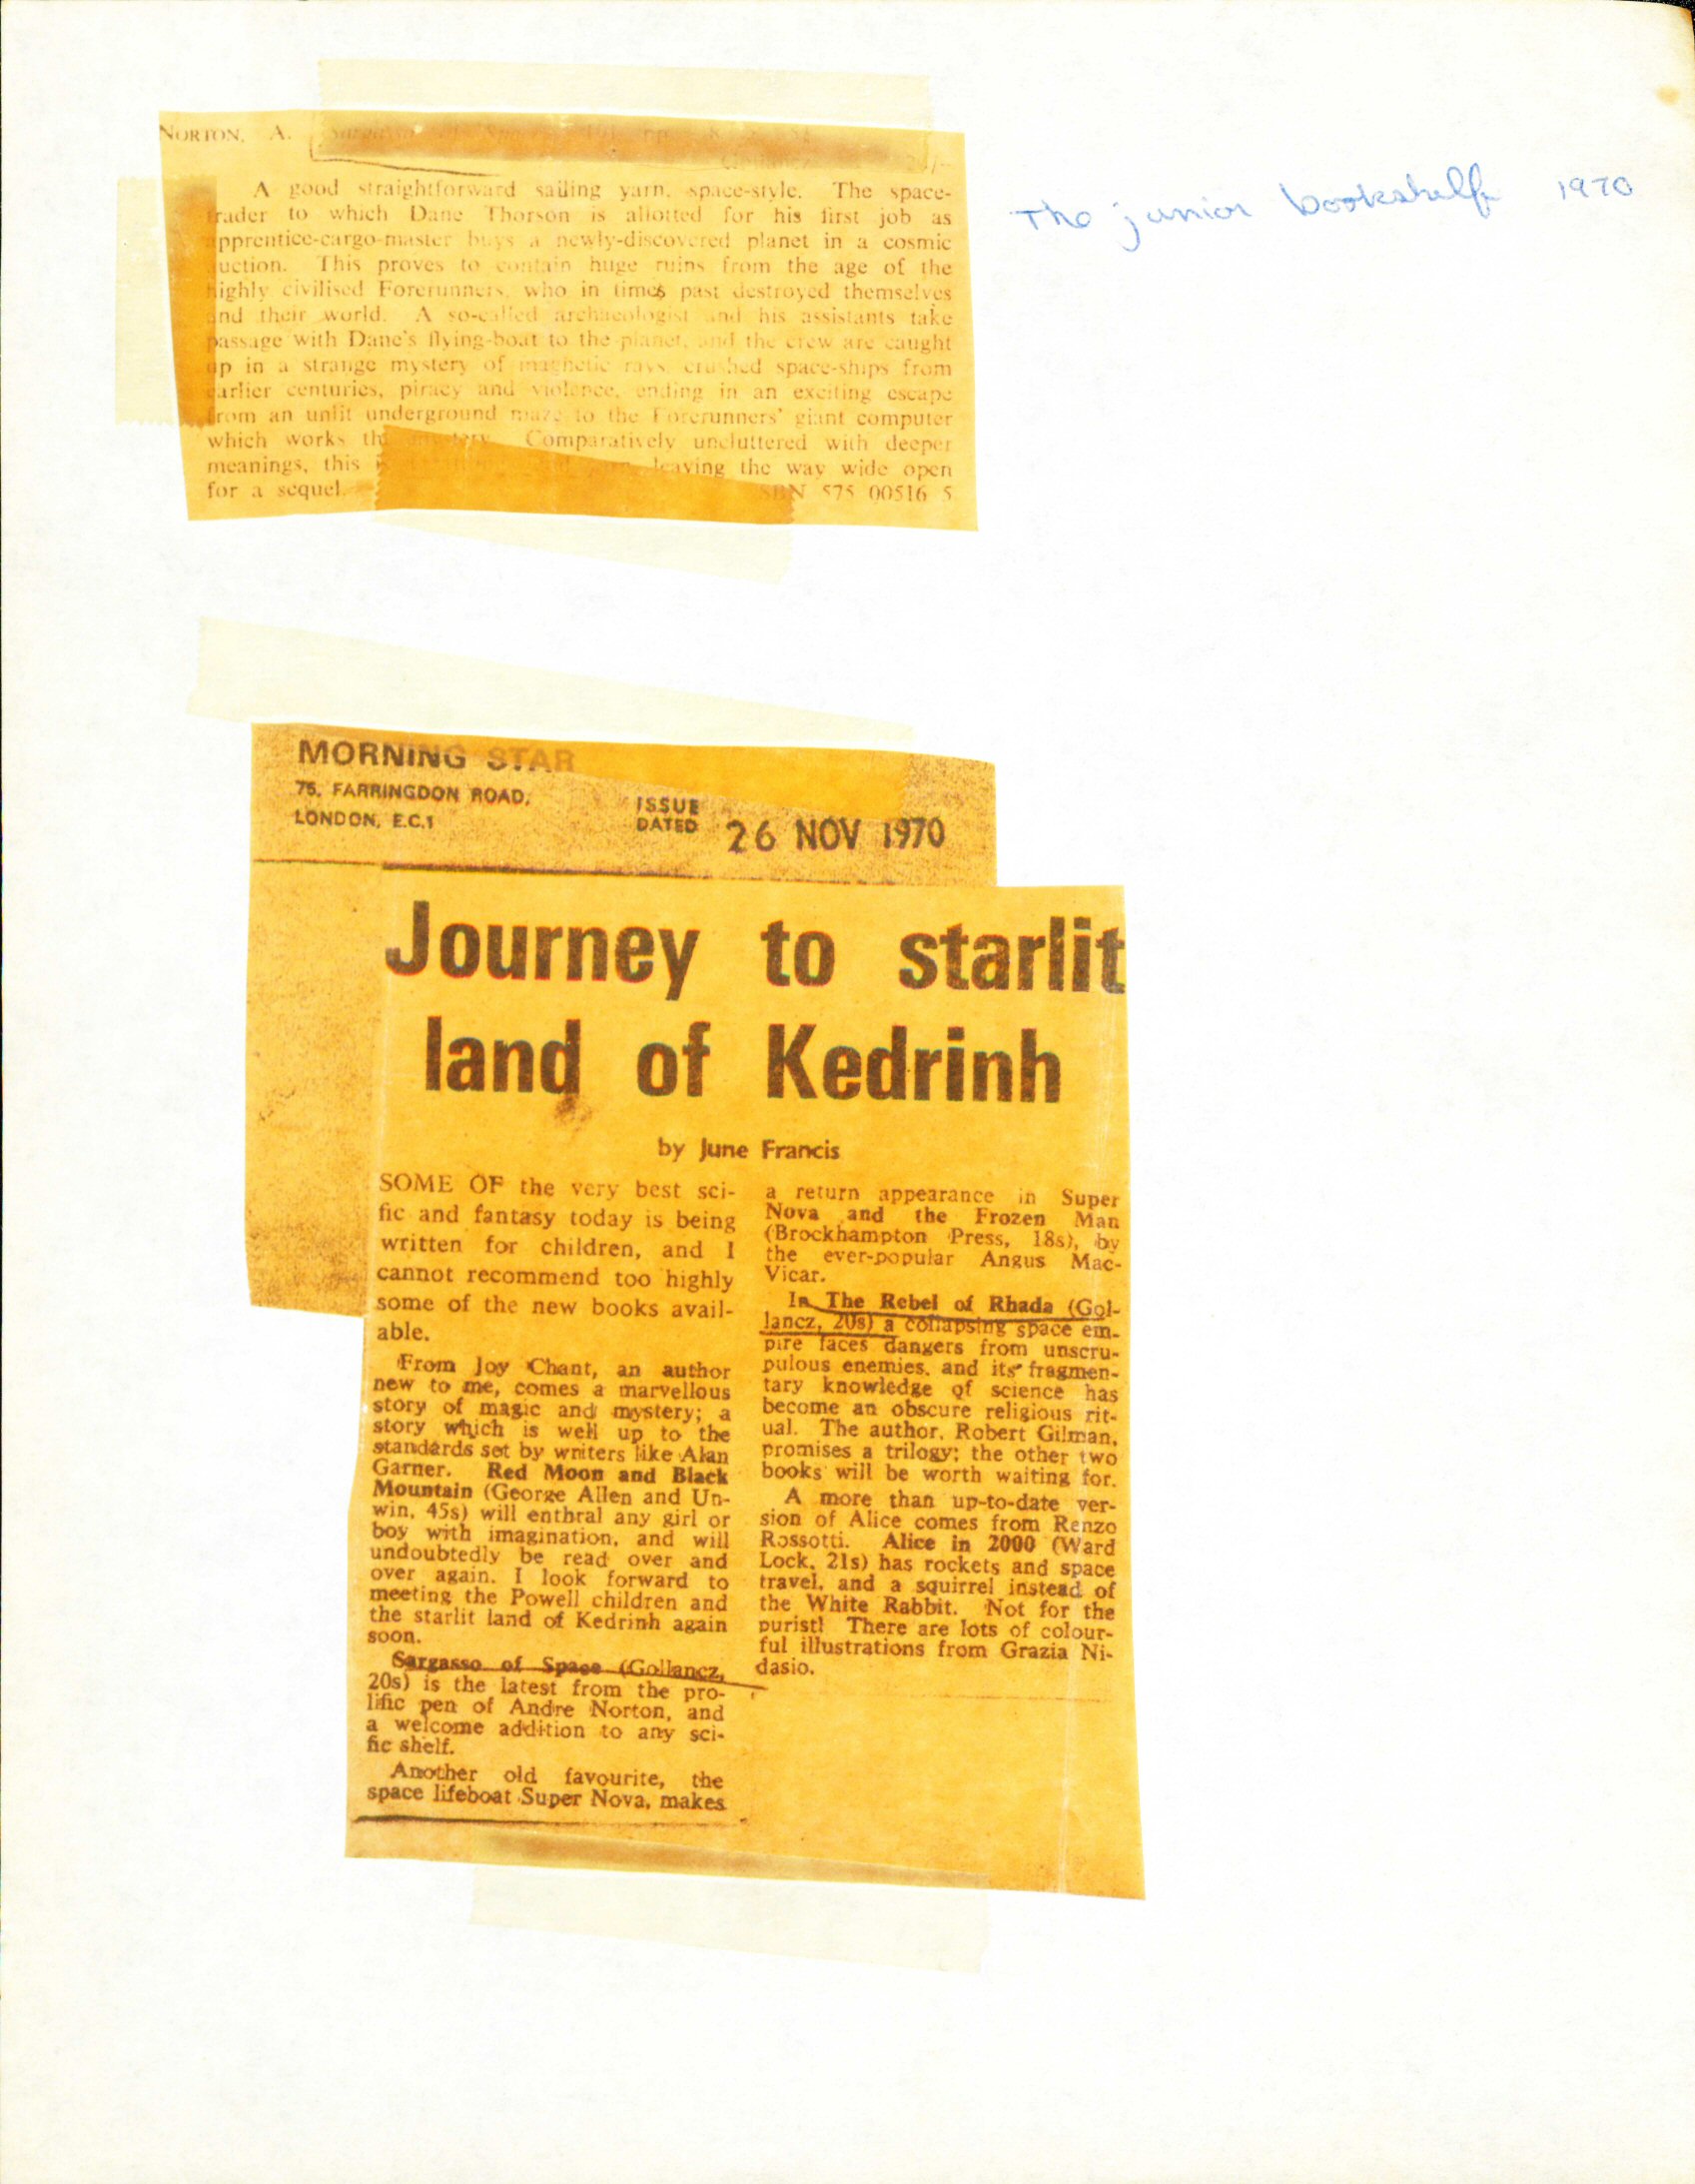 NORTON, A. Sargasso of Space
Gollancz
A good straightforward sailing yarn, space-style. The space-
trader to which Dane Thorson is allotted for his first job as
apprentice-cargo-master buys a newly-discovered planet in a cosmic
auction. This proves to contain huge ruins from the age of the
highly civilised Forerunners, who in times past destroyed themselves
and their world. A so-called archaeologist and his assistants take
passage with Dane's flying-boat to the planet, and the crew are caught
up in a strange mystery of magnetic rays, crushed space-ships from
earlier centuries, piracy and violence, ending in an exciting escape
from an unlit underground maze to the Forerunners' giant computer
which works the mystery. Comparatively uncluttered with deeper
meanings, this leaving the way wide open
for a sequel. SBN 575 00516 5
The junior bookshelf 1970
MORNING STAR
75, FARRINGDON ROAD,
LONDON, E.C.1
ISSUE
DATED 26 NOV 1970
Journey to starlit
land of Kedrinh
by June Francis
SOME OF the very best sci-
fic and fantasy today is being
written for children, and I
cannot recommend too highly
some of the new books avail-
able.
From Joy Chant, an author
new to me, comes a marvellous
story of magic and mystery; a
story which is well up to the
standards set by writers like Alan
Garner. Red Moon and Black
Mountain (George Allen and Un-
win, 45s) will enthral any girl or
boy with imagination, and will
undoubtedly be read over and
over again. I look forward to
meeting the Powell children and
the starlit land of Kedrinh again
soon.
Sargasso of Space (Gollancz,
20s) is the latest from the pro-
lific pen of Andre Norton, and
a welcome addition to any sci-
fic shelf.
Another old favourite, the
space lifeboat Super Nova, makes
a return appearance in Super
Nova and the Frozen Man
(Brockhampton Press, 18s), by
the ever-popular Angus Mac-
Vicar.
In The Rebel of Rhada (Gol-
lancz, 20s) a collapsing space em-
pire faces dangers from unscru-
pulous enemies, and its fragmen-
tary knowledge of science has
become an obscure religious rit-
ual. The author, Robert Gilman,
promises a trilogy; the other two
books will be worth waiting for.
A more than up-to-date ver-
sion of Alice comes from Renzo
Rossotti. Alice in 2000 (Ward
Lock, 21s) has rockets and space
travel, and a squirrel instead of
the White Rabbit. Not for the
purist! There are lots of colour-
ful illustrations from Grazia Ni-
dasio.